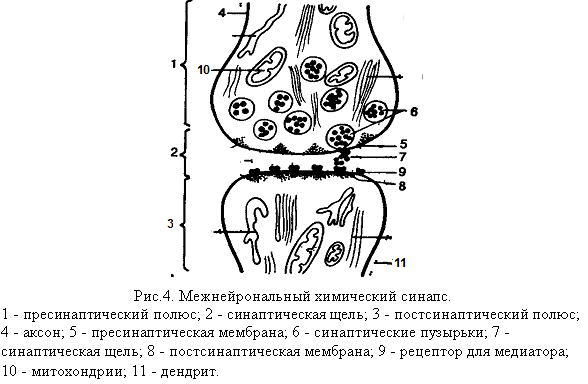 4
1
10
6
5
2
7
9
8
3
11
Рис.4. Межнейрональный химический синапс.
1 - пресинаптический полюс; 2 - синаптическая щель; 3 - постсинаптический полюс;
4 - аксон; 5 - пресинаптическая мембрана; 6 - синаптические пузырьки; 7 -
синаптическая щель; 8 - постсинаптическая мембрана; 9 - рецептор для медиатора;
10 - митохондрии; 11 - дендрит.